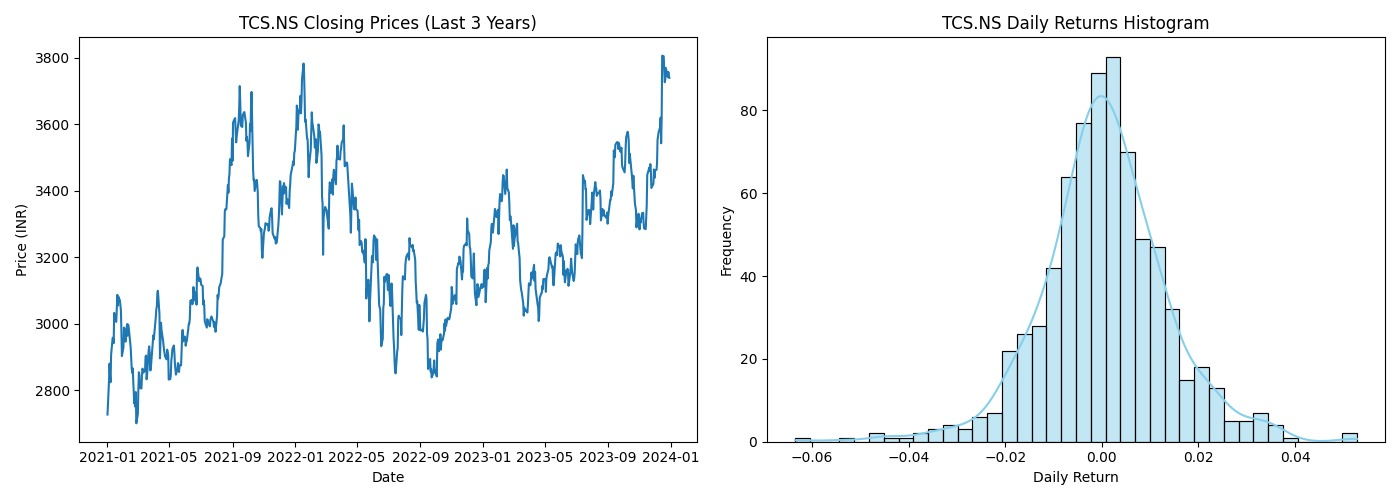 TCS.NS Closing Prices (Last 3 Years)
3800
3600
3400
3200
3000
2800
Price (INR)
2021-01 2021-05 2021-09 2022-01 2022-05 2022-09 2023-01 2023-05 2023-09 2024-01
Date
TCS.NS Daily Returns Histogram
80
60
40
20
0
Frequency
−0.06 −0.04 −0.02 0.00 0.02 0.04
Daily Return